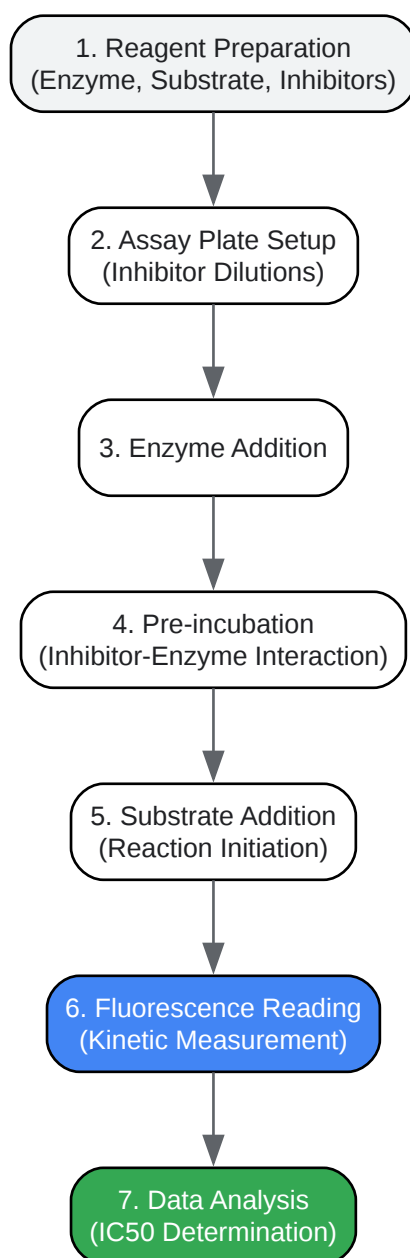 1. Reagent Preparation
(Enzyme, Substrate, Inhibitors)
2. Assay Plate Setup
(Inhibitor Dilutions)
3. Enzyme Addition
4. Pre-incubation
(Inhibitor-Enzyme Interaction)
5. Substrate Addition
(Reaction Initiation)
6. Fluorescence Reading
(Kinetic Measurement)
7. Data Analysis
(IC50 Determination)